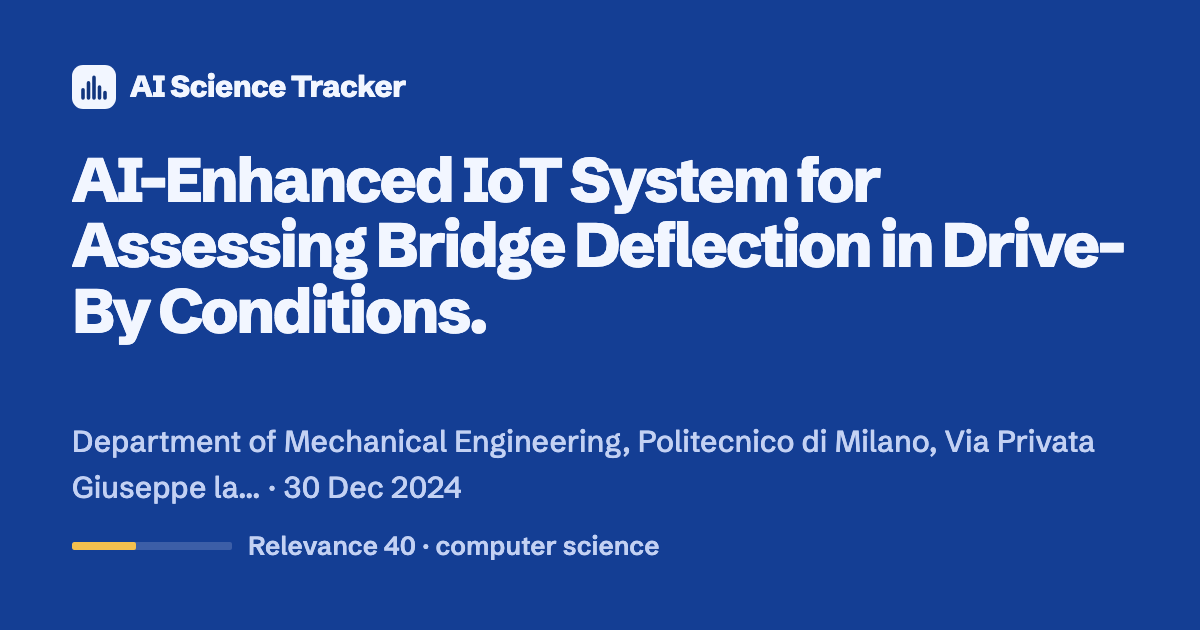 AI Science Tracker
AI-Enhanced IoT System for
Assessing Bridge Deflection in Drive-
By Conditions.
Department of Mechanical Engineering, Politecnico di Milano, Via Privata
Giuseppe la... · 30 Dec 2024
Relevance 40 · computer science